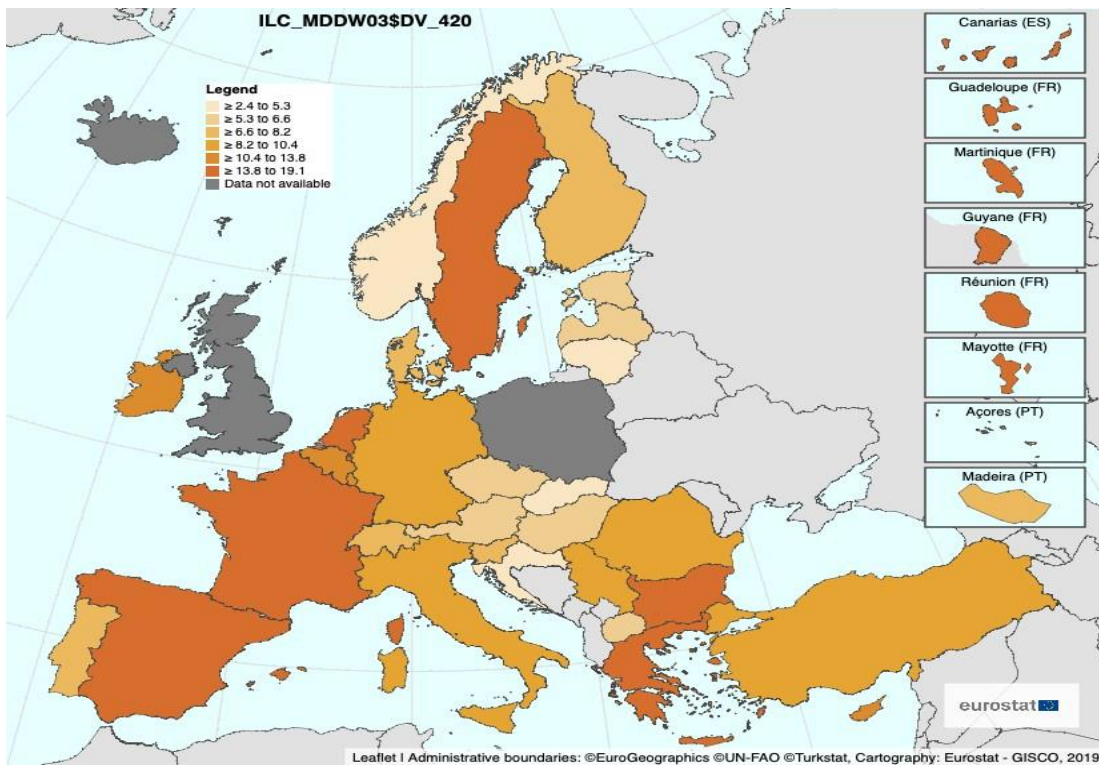 ILC_MDDW03$DV_420
Legend
≥ 2.4 to 5.3
≥ 5.3 to 6.6
≥ 6.6 to 8.2
≥ 8.2 to 10.4
≥ 10.4 to 13.8
≥ 13.8 to 19.1
Data not available
Canarias (ES)
Guadeloupe (FR)
Martinique (FR)
Guyane (FR)
Réunion (FR)
Mayotte (FR)
Açores (PT)
Madeira (PT)
eurostat
Leaflet | Administrative boundaries: ©EuroGeographics ©UN-FAO ©Turkstat, Cartography: Eurostat - GISCO, 2019